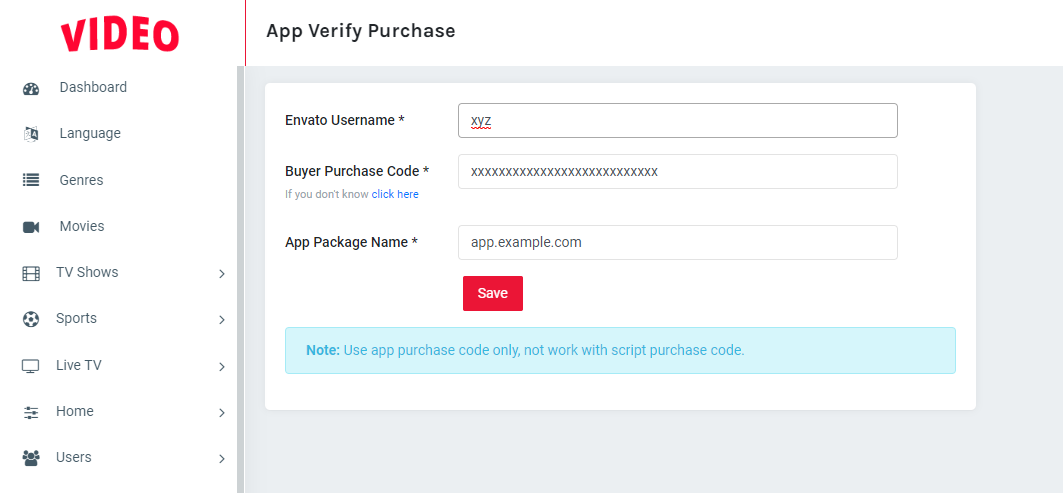 VIDEO
App Verify Purchase
Dashboard
Language
Genres
Movies
TV Shows
Sports
Live TV
Home
Users
Envato Username *
xyz
Buyer Purchase Code *
xxxxxxxxxxxxxxxxxxxxxxxxxxx
If you don't know click here
App Package Name *
app.example.com
Save
Note: Use app purchase code only, not work with script purchase code.